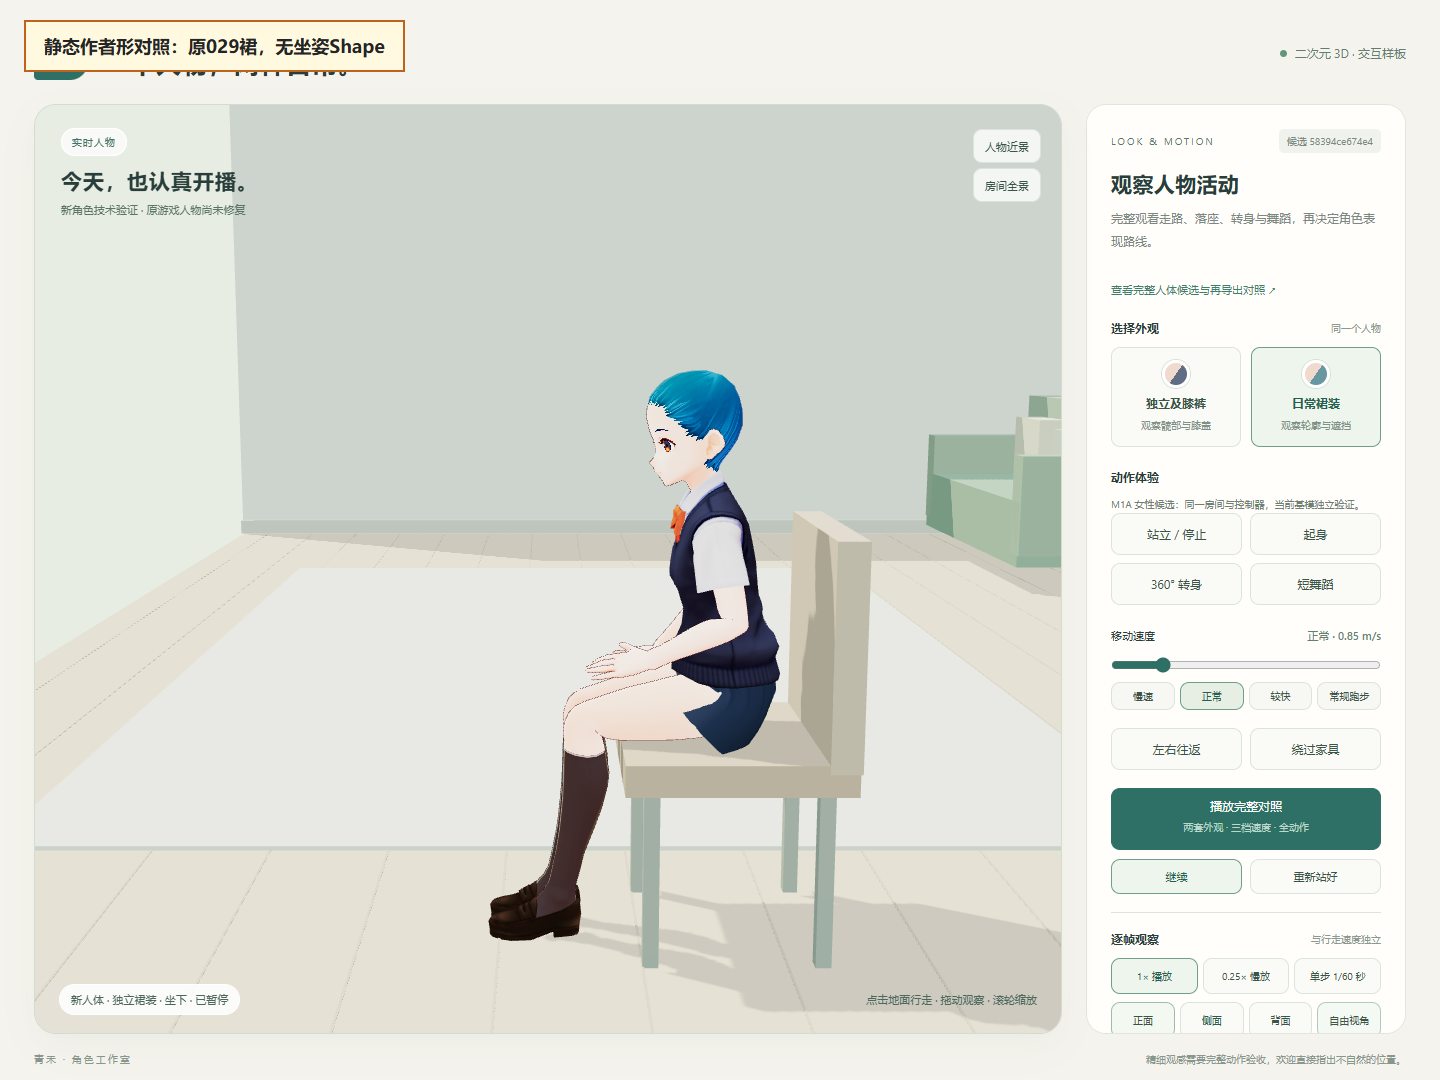 静态作者形对照：原029裙，无坐姿Shape
二次元 3D · 交互样板
实时人物
今天，也认真开播。
新角色技术验证 · 原游戏人物尚未修复
人物近景
房间全景
新人体 · 独立裙装 · 坐下 · 已暂停
点击地面行走 · 拖动观察 · 滚轮缩放
LOOK & MOTION
候选 58394ce674e4
观察人物活动
完整观看走路、落座、转身与舞蹈，再决定角色表
现路线。
查看完整人体候选与再导出对照 ↗
选择外观
同一个人物
独立及膝裤
观察髋部与膝盖
日常裙装
观察轮廓与遮挡
动作体验
M1A 女性候选：同一房间与控制器，当前基模独立验证。
站立 / 停止
起身
360° 转身
短舞蹈
移动速度
正常 · 0.85 m/s
慢速
正常
较快
常规跑步
左右往返
绕过家具
播放完整对照
两套外观 · 三档速度 · 全动作
继续
重新站好
逐帧观察
与行走速度独立
1× 播放
0.25× 慢放
单步 1/60 秒
正面
侧面
背面
自由视角
青禾 · 角色工作室
精细观感需要完整动作验收，欢迎直接指出不自然的位置。